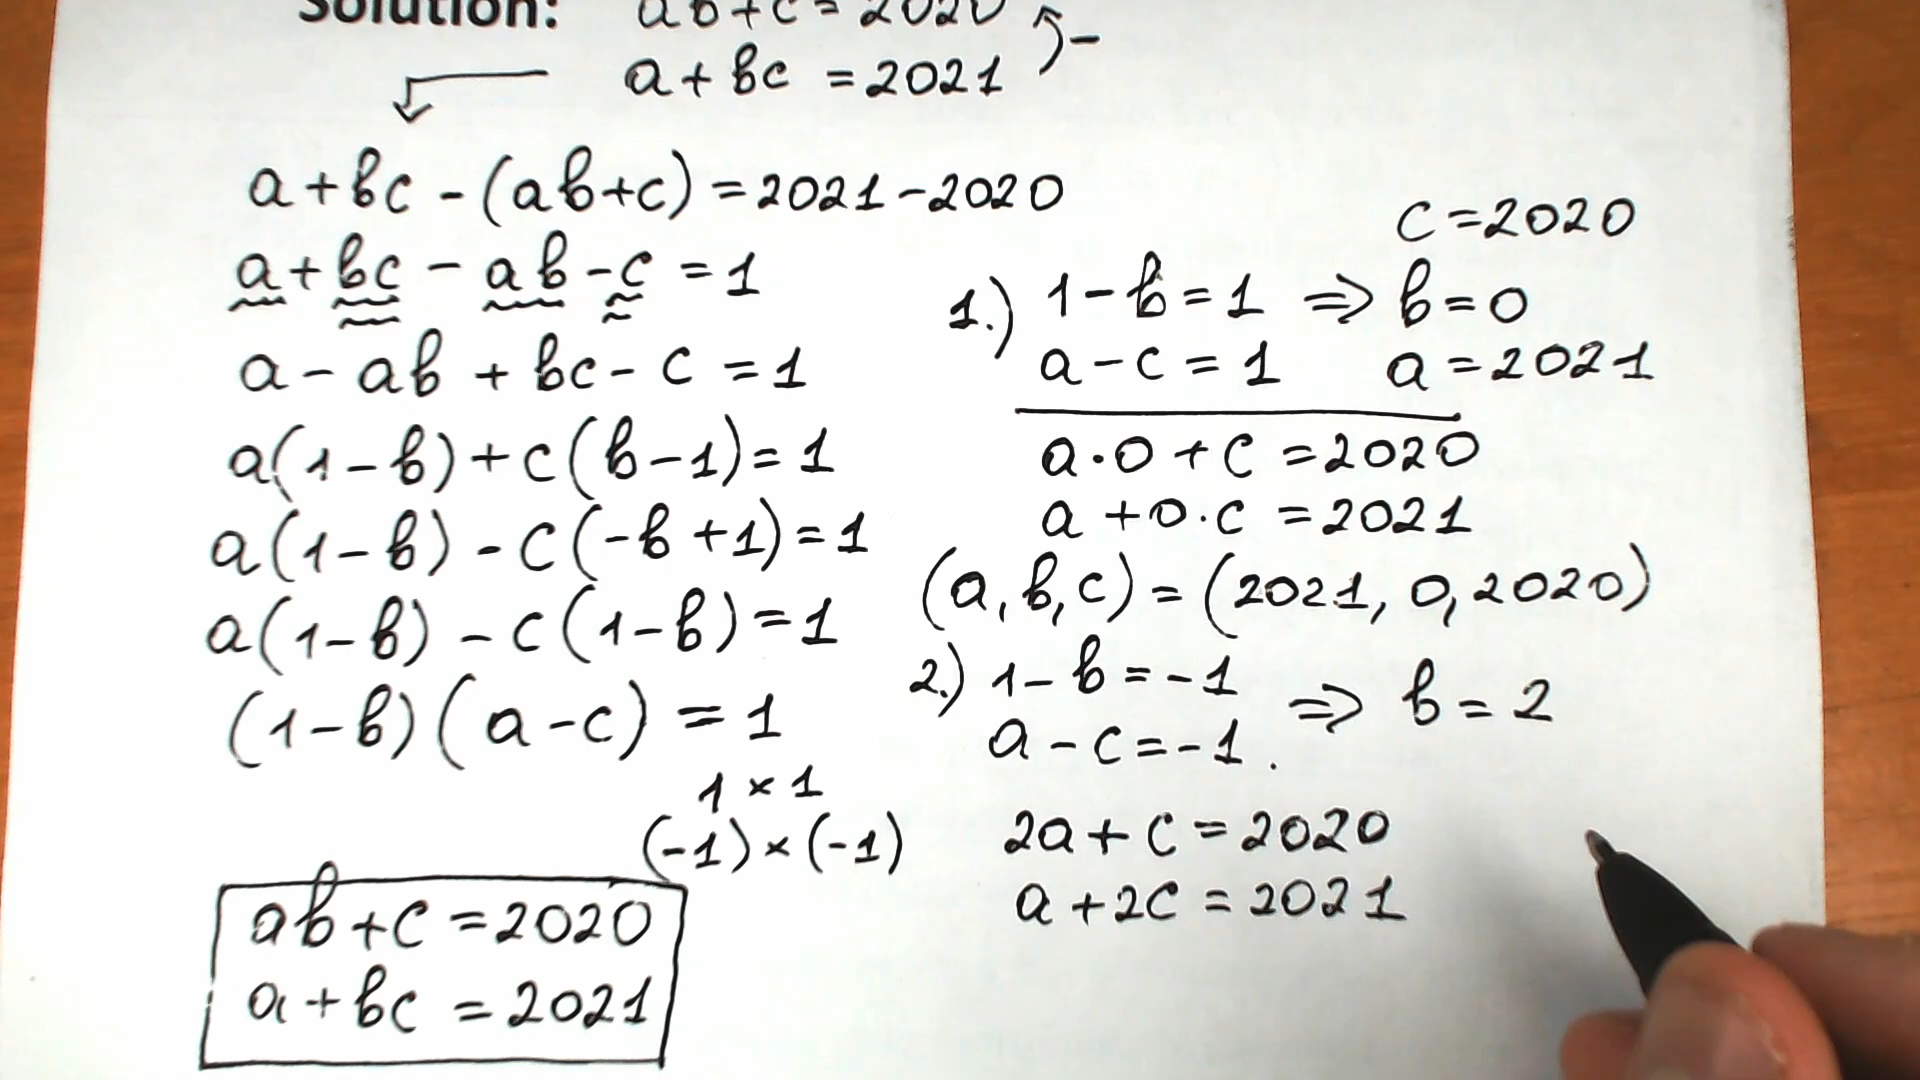 Solution: ab+c = 2020
a + bc = 2021
a + bc - (ab+c) = 2021 - 2020
a + bc - ab - c = 1
a - ab + bc - c = 1
a(1-b) + c(b-1) = 1
a(1-b) - c(-b+1) = 1
a(1-b) - c(1-b) = 1
(1-b)(a-c) = 1
1 × 1
(-1) × (-1)
ab+c = 2020
a+bc = 2021
c = 2020
1.) 1-b = 1 ⇒ b = 0
a-c = 1 a = 2021
a·0 + c = 2020
a + 0·c = 2021
(a, b, c) = (2021, 0, 2020)
2.) 1-b = -1 ⇒ b = 2
a - c = -1.
2a + c = 2020
a + 2c = 2021